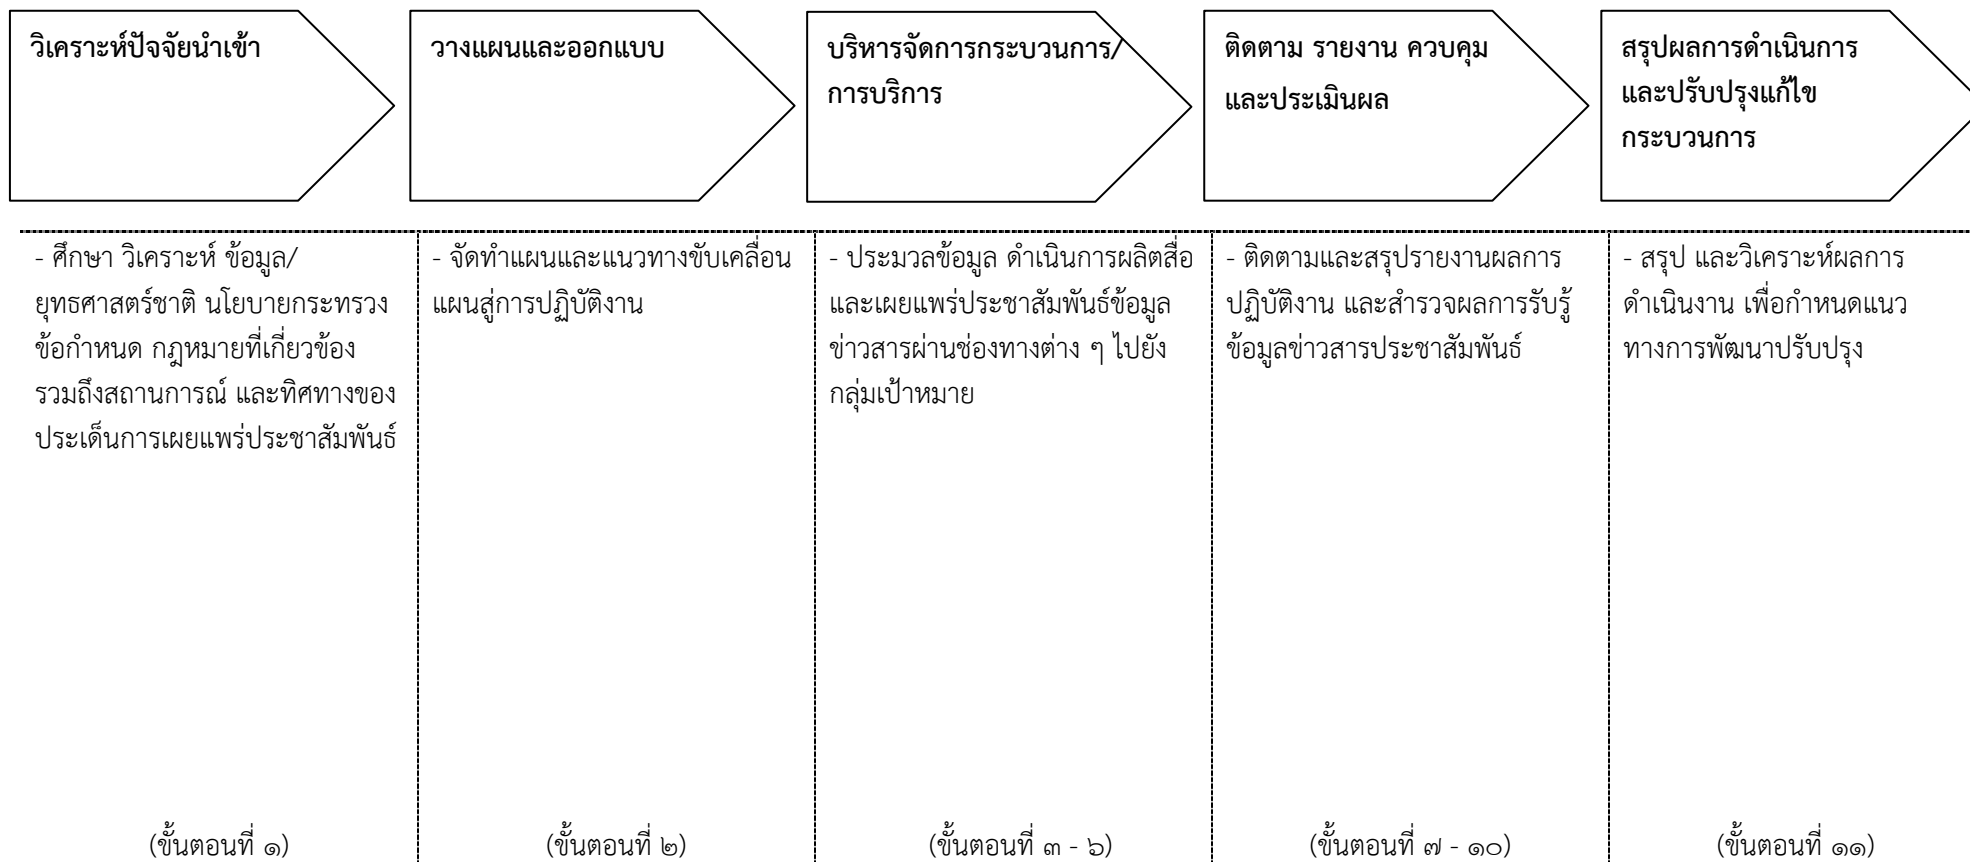 วิเคราะห์ปัจจัยนำเข้า
วางแผนและออกแบบ
บริหารจัดการกระบวนการ/
การบริการ
ติดตาม รายงาน ควบคุม
และประเมินผล
สรุปผลการดำเนินการ
และปรับปรุงแก้ไข
กระบวนการ
- ศึกษา วิเคราะห์ ข้อมูล/
ยุทธศาสตร์ชาติ นโยบายกระทรวง
ข้อกำหนด กฎหมายที่เกี่ยวข้อง
รวมถึงสถานการณ์ และทิศทางของ
ประเด็นการเผยแพร่ประชาสัมพันธ์
(ขั้นตอนที่ ๑)
- จัดทำแผนและแนวทางขับเคลื่อน
แผนสู่การปฏิบัติงาน
(ขั้นตอนที่ ๒)
- ประมวลข้อมูล ดำเนินการผลิตสื่อ
และเผยแพร่ประชาสัมพันธ์ข้อมูล
ข่าวสารผ่านช่องทางต่าง ๆ ไปยัง
กลุ่มเป้าหมาย
(ขั้นตอนที่ ๓ - ๖)
- ติดตามและสรุปรายงานผลการ
ปฏิบัติงาน และสำรวจผลการรับรู้
ข้อมูลข่าวสารประชาสัมพันธ์
(ขั้นตอนที่ ๗ - ๑๐)
- สรุป และวิเคราะห์ผลการ
ดำเนินงาน เพื่อกำหนดแนว
ทางการพัฒนาปรับปรุง
(ขั้นตอนที่ ๑๑)